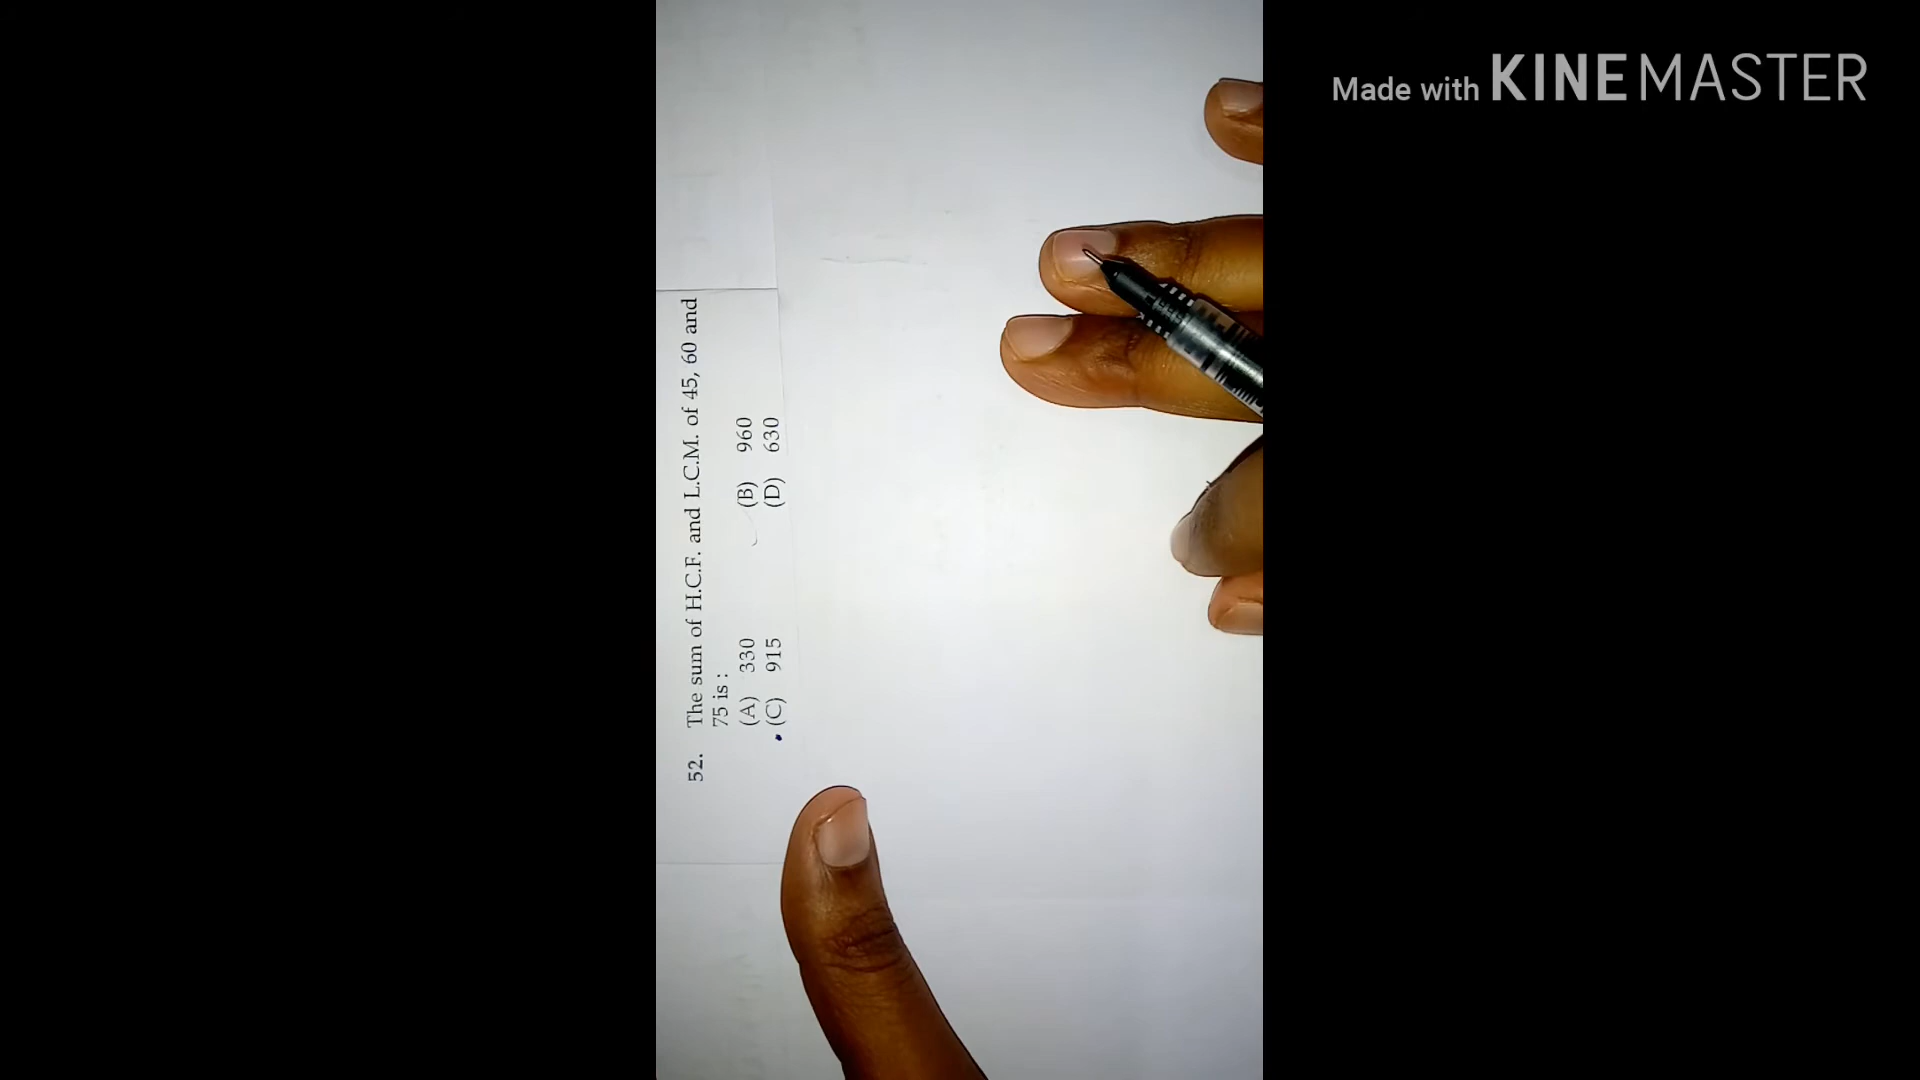 Made with KINEMASTER
52. The sum of H.C.F. and L.C.M. of 45, 60 and
75 is :
(A) 330 (B) 960
(C) 915 (D) 630